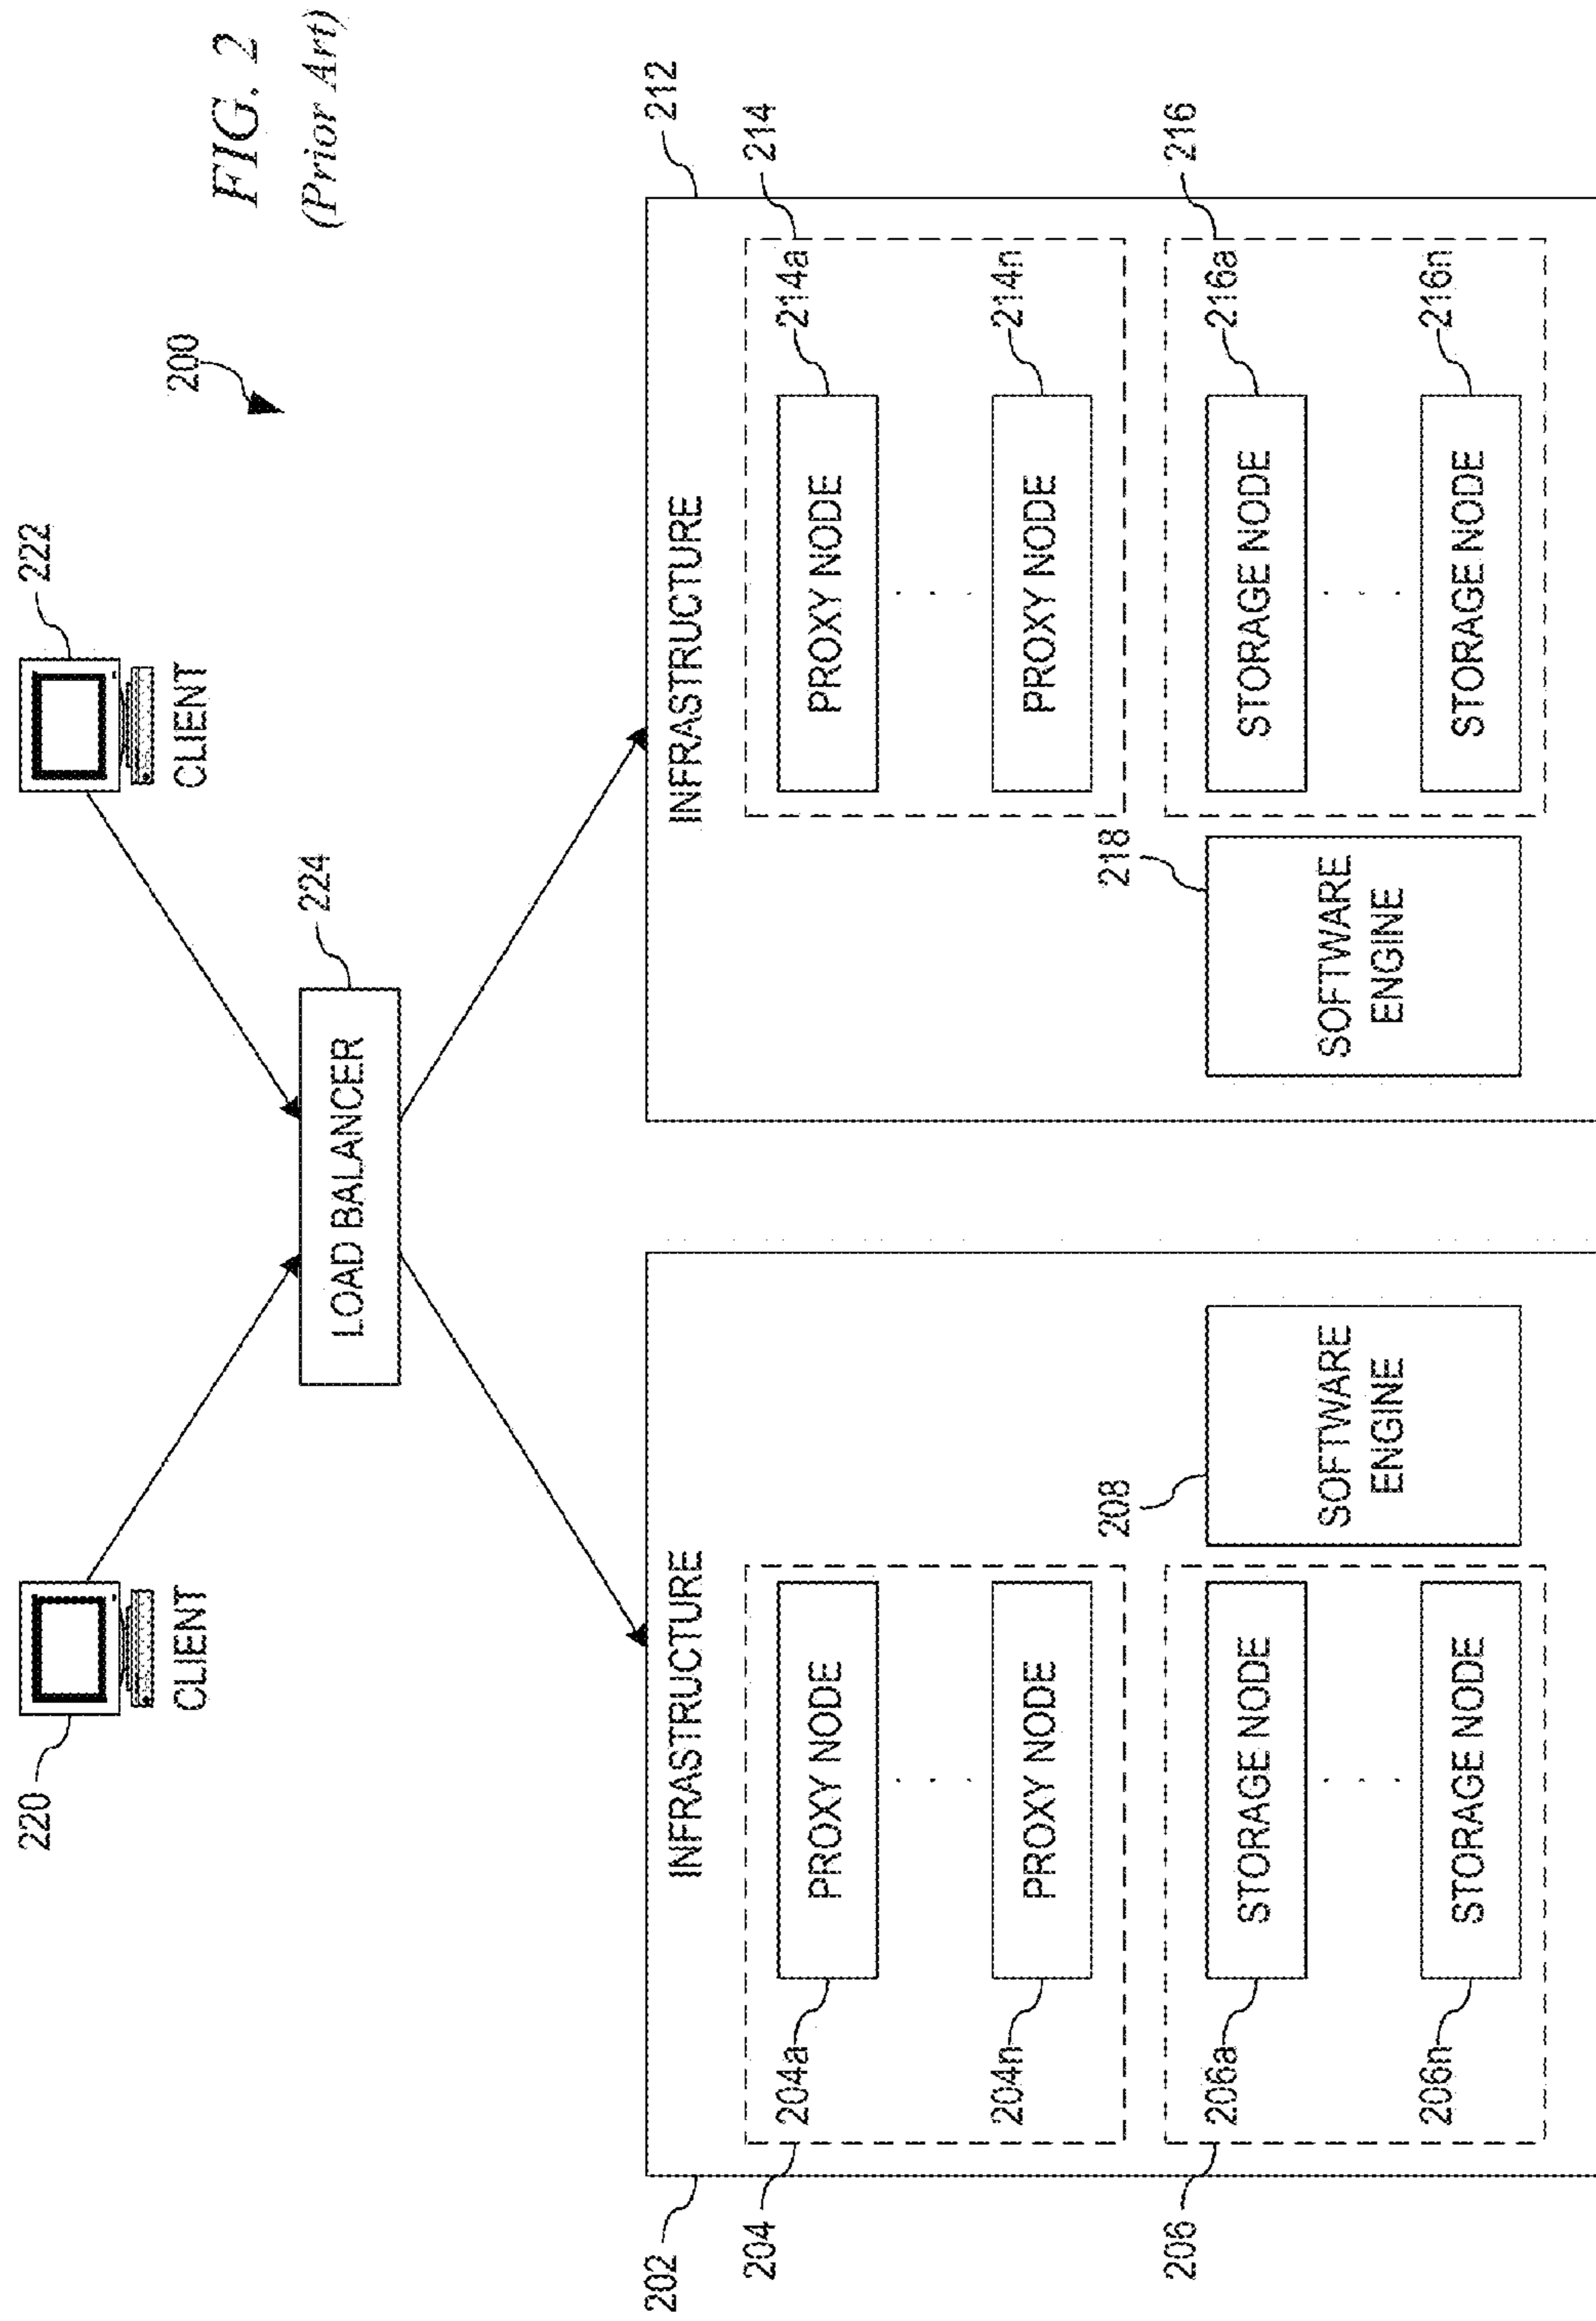 FIG. 2
(Prior Art)
200
220
CLIENT
222
CLIENT
224
LOAD BALANCER
202
INFRASTRUCTURE
204
204a
PROXY NODE
204n
PROXY NODE
206
206a
STORAGE NODE
206n
STORAGE NODE
208
SOFTWARE
ENGINE
212
INFRASTRUCTURE
214
214a
PROXY NODE
214n
PROXY NODE
216
216a
STORAGE NODE
216n
STORAGE NODE
218
SOFTWARE
ENGINE